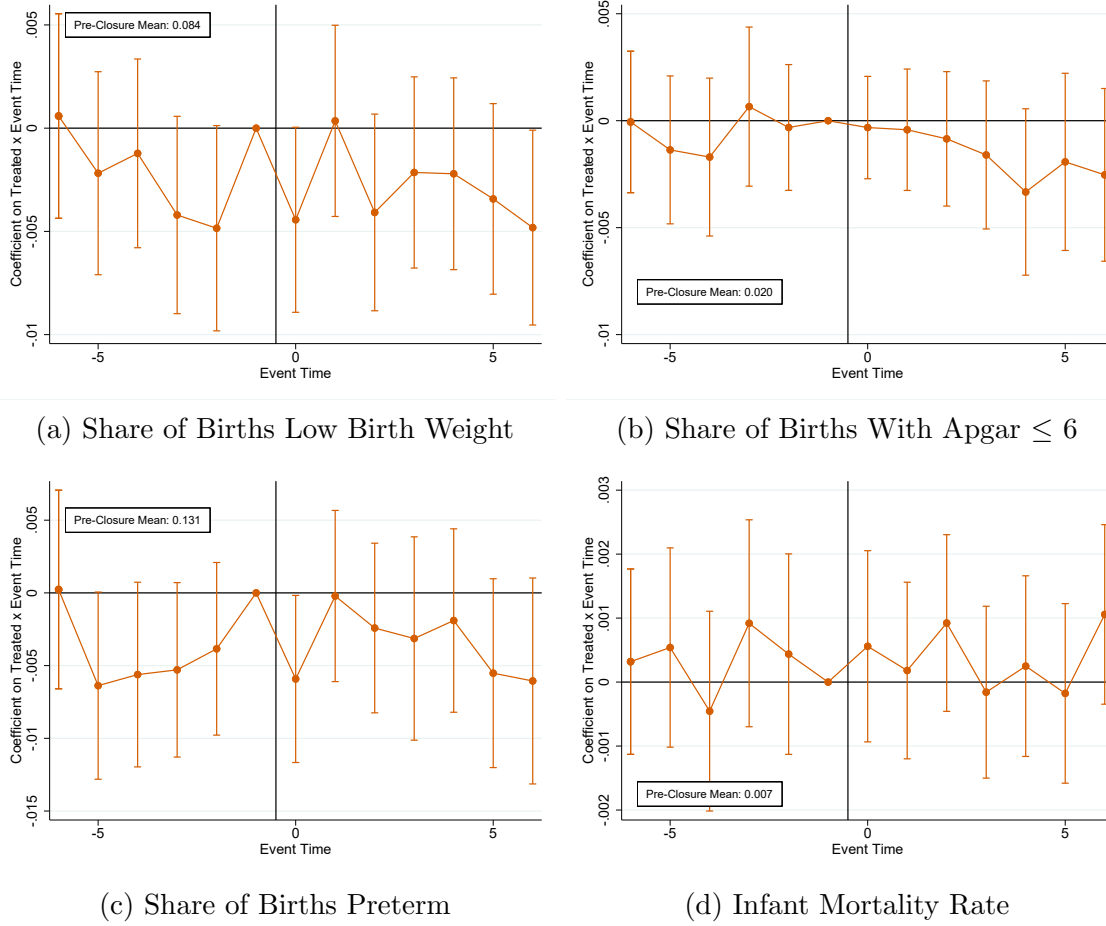 Coefficient on Treated x Event Time
.005
0
-.005
-.01
Pre-Closure Mean: 0.084
-5
0
5
Event Time
(a) Share of Births Low Birth Weight
Coefficient on Treated x Event Time
.005
0
-.005
-.01
Pre-Closure Mean: 0.020
-5
0
5
Event Time
(b) Share of Births With Apgar ≤ 6
Coefficient on Treated x Event Time
.005
0
-.005
-.01
-.015
Pre-Closure Mean: 0.131
-5
0
5
Event Time
(c) Share of Births Preterm
Coefficient on Treated x Event Time
.003
.002
.001
0
-.001
-.002
Pre-Closure Mean: 0.007
-5
0
5
Event Time
(d) Infant Mortality Rate